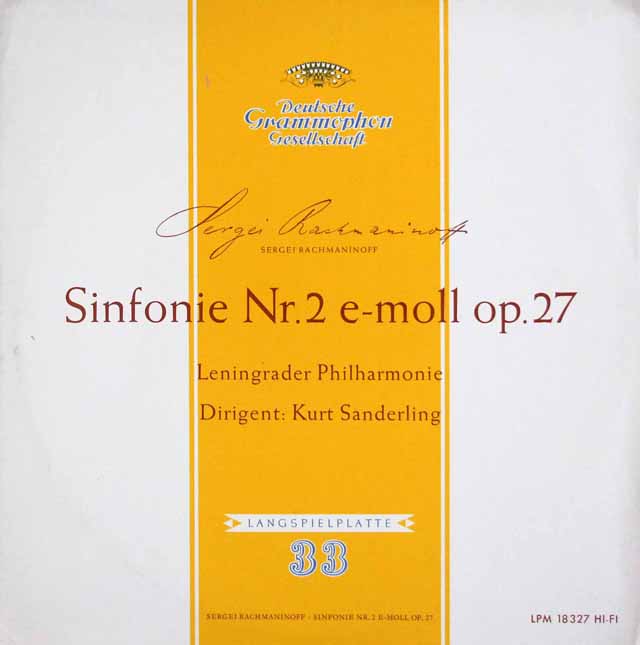 Deutsche
Grammophon
Gesellschaft
Sergei Rachmaninoff
SERGEI RACHMANINOFF
Sinfonie Nr.2 e-moll op.27
Leningrader Philharmonie
Dirigent: Kurt Sanderling
LANGSPIELPLATTE
33
SERGEI RACHMANINOFF · SINFONIE NR. 2 E-MOLL OP. 27
LPM 18327 HI-FI